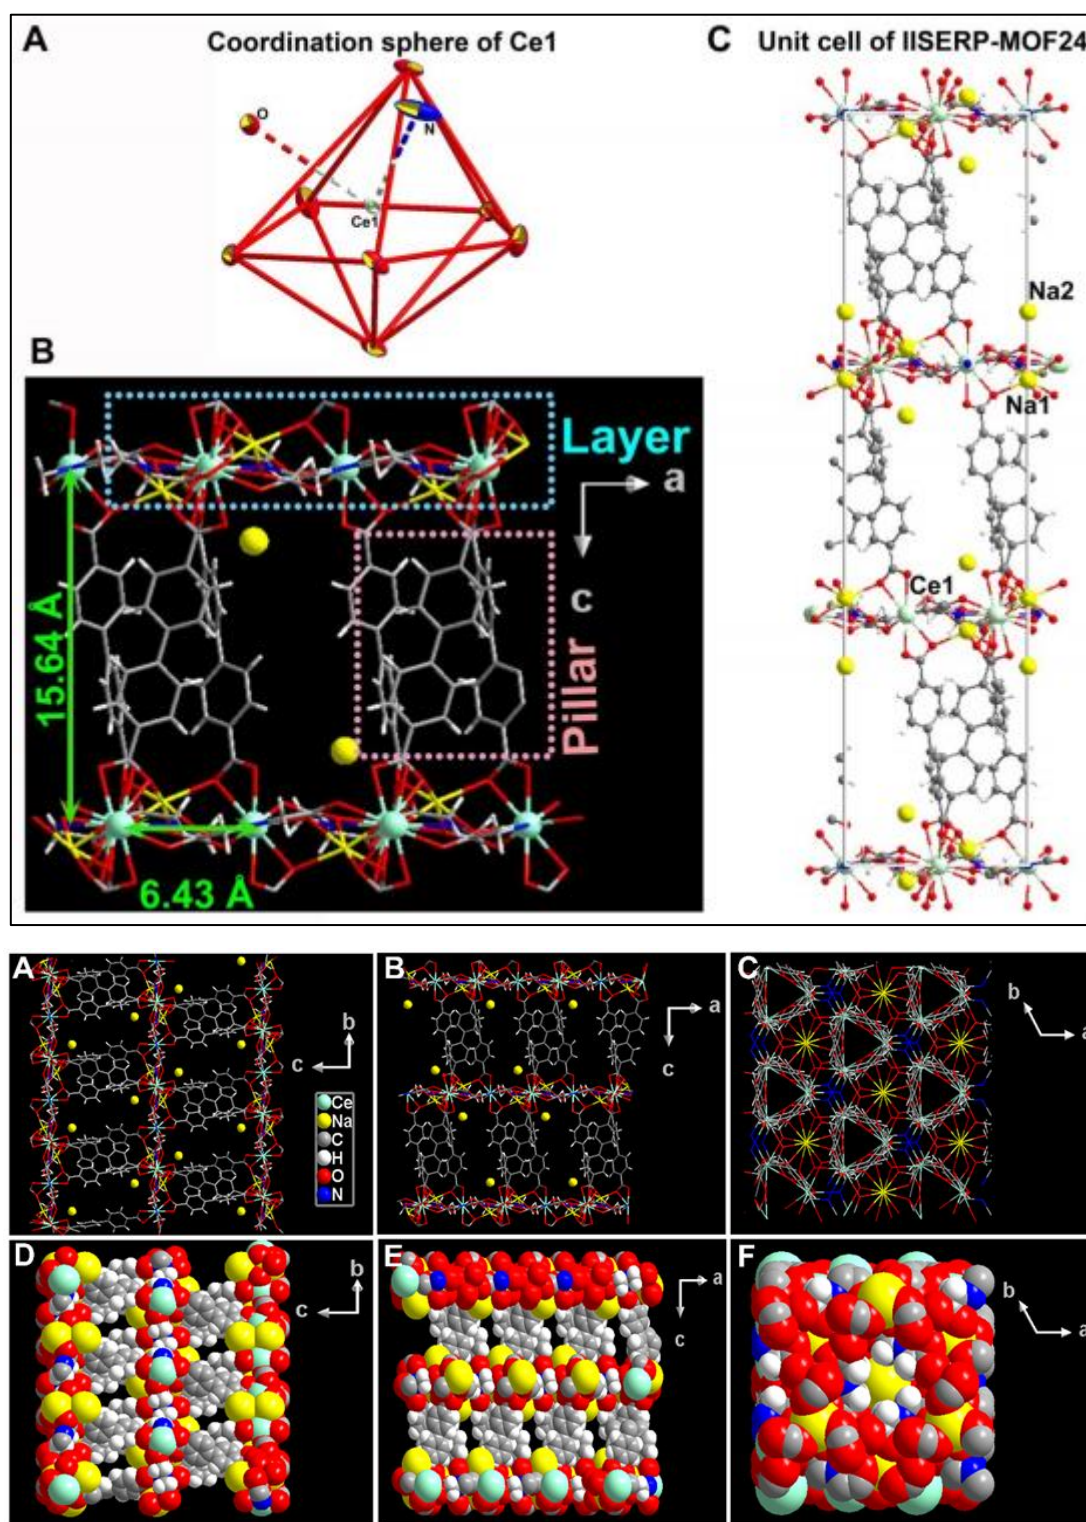 A
Coordination sphere of Ce1
C
Unit cell of IISERP-MOF24
O
N
Ce1
Na2
Na1
Ce1
B
Layer
a
c
Pillar
15.64 Å
6.43 Å
A
b
c
Ce
Na
C
H
O
N
B
a
c
C
b
a
D
b
c
E
a
c
F
b
a